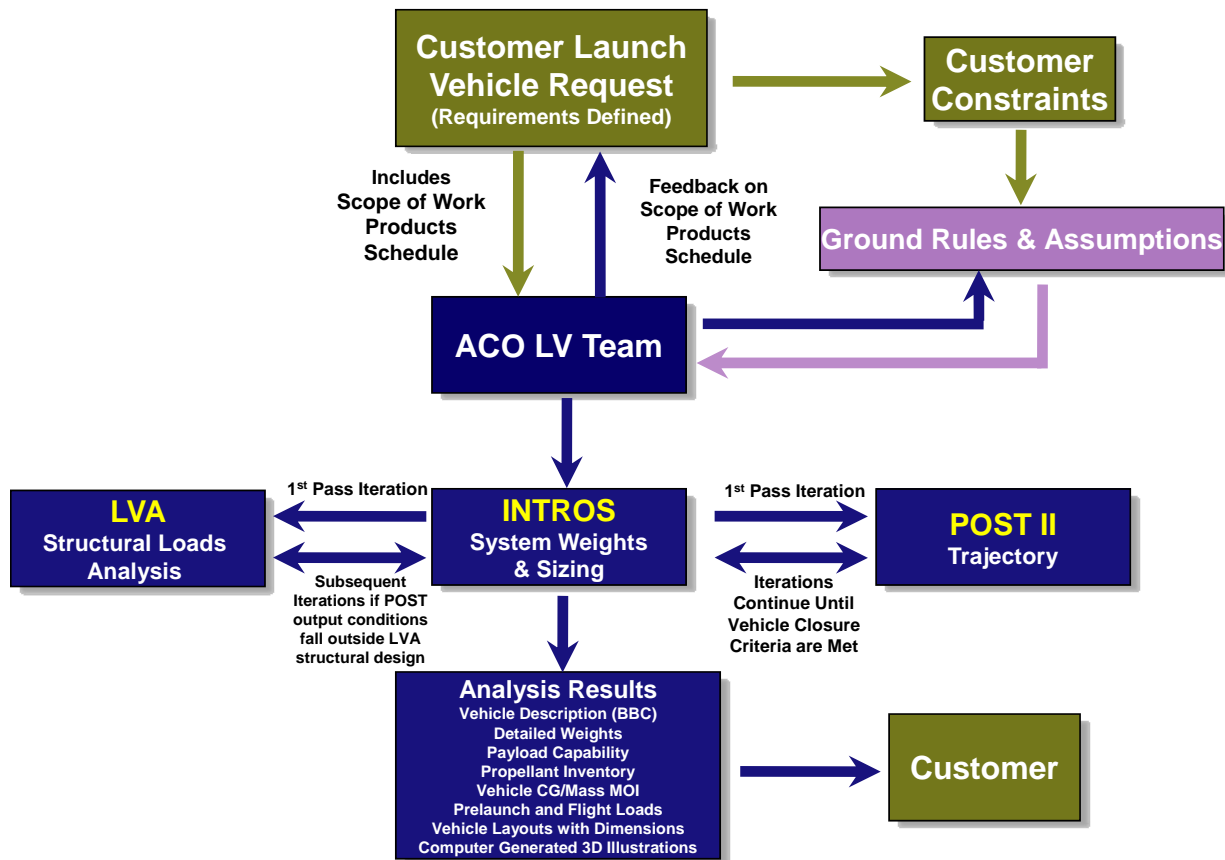 Customer Launch
Vehicle Request
(Requirements Defined)
Customer
Constraints
Includes
Scope of Work
Products
Schedule
Feedback on
Scope of Work
Products
Schedule
Ground Rules & Assumptions
ACO LV Team
1st Pass Iteration
1st Pass Iteration
LVA
Structural Loads
Analysis
INTROS
System Weights
& Sizing
POST II
Trajectory
Subsequent
Iterations if POST
output conditions
fall outside LVA
structural design
Iterations
Continue Until
Vehicle Closure
Criteria are Met
Analysis Results
Vehicle Description (BBC)
Detailed Weights
Payload Capability
Propellant Inventory
Vehicle CG/Mass MOI
Prelaunch and Flight Loads
Vehicle Layouts with Dimensions
Computer Generated 3D Illustrations
Customer